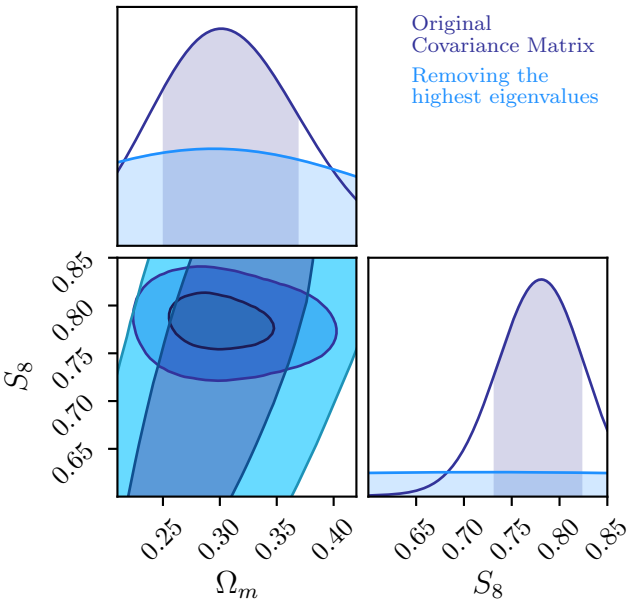 Original
Covariance Matrix
Removing the
highest eigenvalues
0.85
0.80
0.75
0.70
0.65
S₈
0.25
0.30
0.35
0.40
Ωₘ
0.65
0.70
0.75
0.80
0.85
S₈